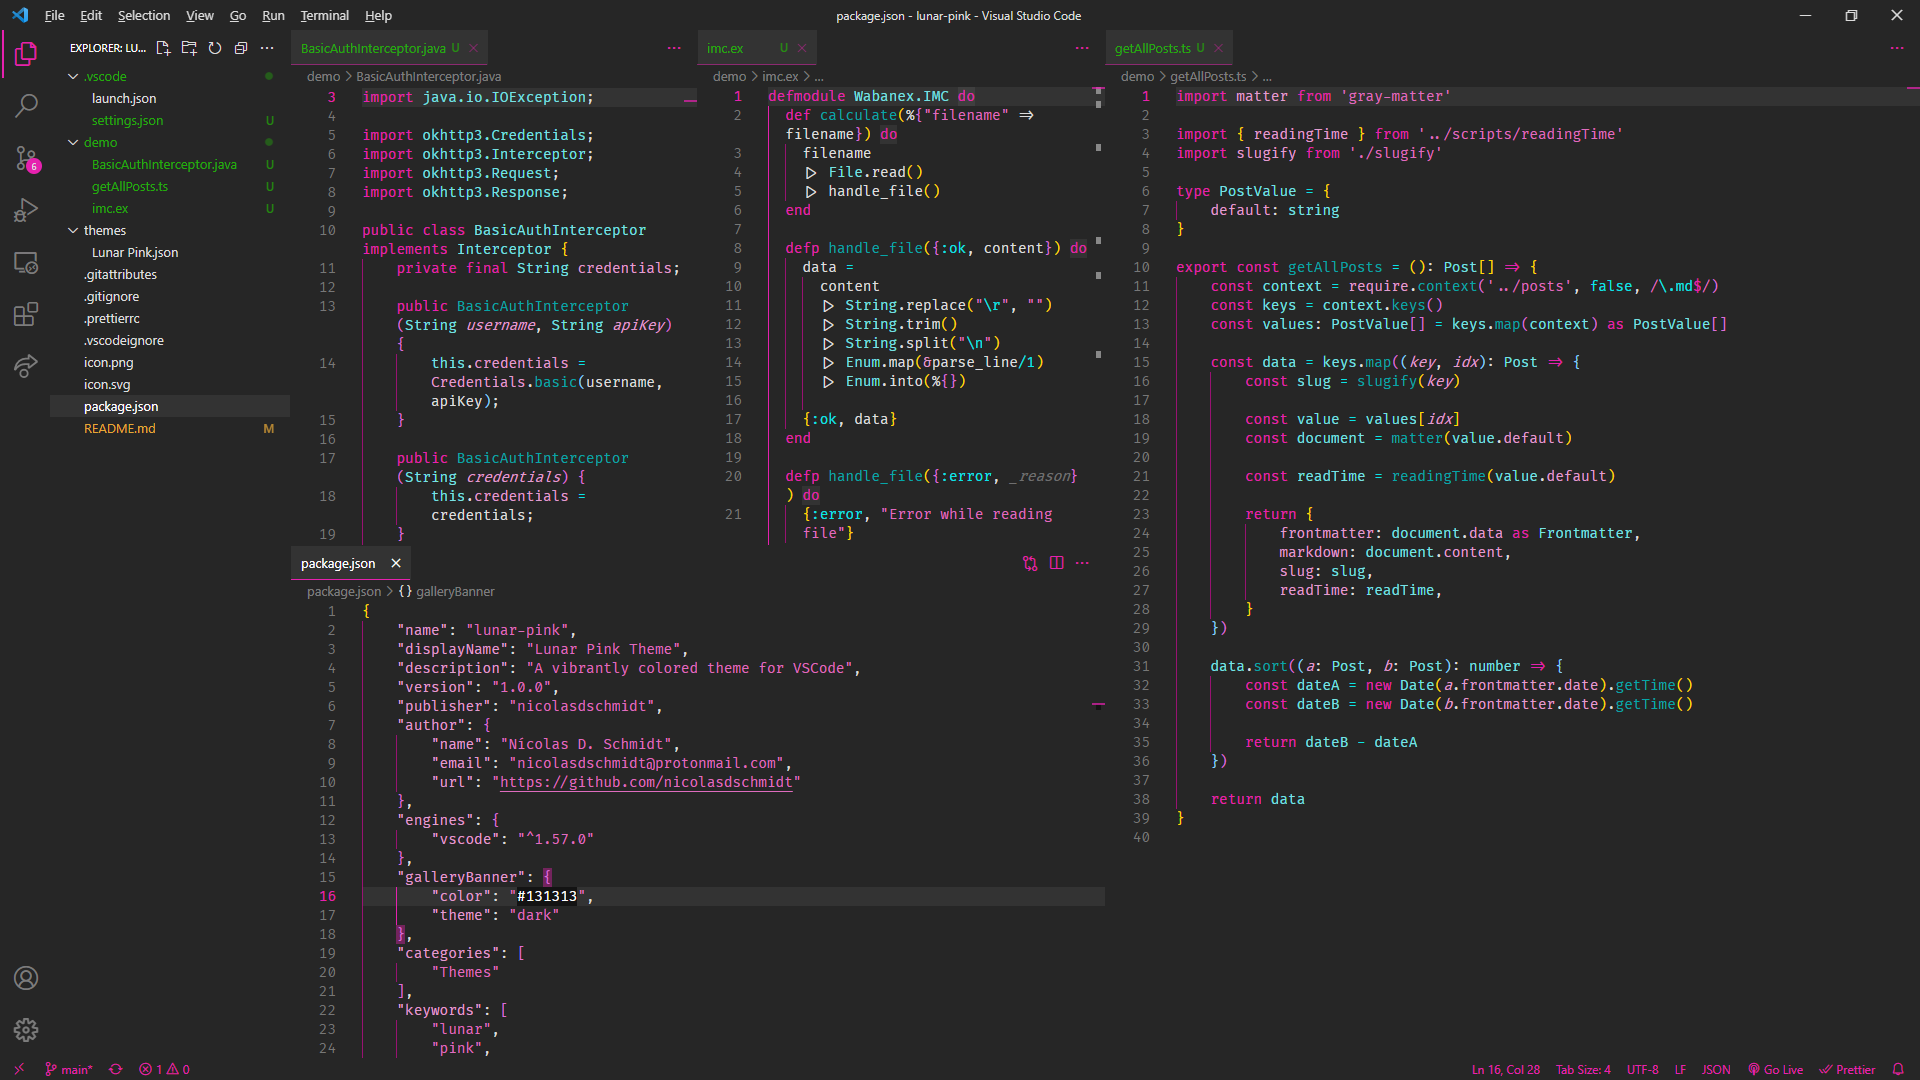 File Edit Selection View Go Run Terminal Help
package.json - lunar-pink - Visual Studio Code
EXPLORER: LU...
.vscode
launch.json
settings.json U
demo
BasicAuthInterceptor.java U
getAllPosts.ts U
imc.ex U
themes
Lunar Pink.json
.gitattributes
.gitignore
.prettierrc
.vscodeignore
icon.png
icon.svg
package.json
README.md M
6
BasicAuthInterceptor.java U
demo > BasicAuthInterceptor.java
3 import java.io.IOException;
4
5 import okhttp3.Credentials;
6 import okhttp3.Interceptor;
7 import okhttp3.Request;
8 import okhttp3.Response;
9
10 public class BasicAuthInterceptor
implements Interceptor {
11 private final String credentials;
12
13 public BasicAuthInterceptor
(String username, String apiKey)
{
14 this.credentials =
Credentials.basic(username,
apiKey);
15 }
16
17 public BasicAuthInterceptor
(String credentials) {
18 this.credentials =
credentials;
19 }
imc.ex U
demo > imc.ex > ...
1 defmodule Wabanex.IMC do
2 def calculate(%{"filename" =>
filename}) do
3 filename
4 |> File.read()
5 |> handle_file()
6 end
7
8 defp handle_file({:ok, content}) do
9 data =
10 content
11 |> String.replace("\r", "")
12 |> String.trim()
13 |> String.split("\n")
14 |> Enum.map(&parse_line/1)
15 |> Enum.into(%{})
16
17 {:ok, data}
18 end
19
20 defp handle_file({:error, _reason}
) do
21 {:error, "Error while reading
file"}
getAllPosts.ts U
demo > getAllPosts.ts > ...
1 import matter from 'gray-matter'
2
3 import { readingTime } from '../scripts/readingTime'
4 import slugify from './slugify'
5
6 type PostValue = {
7 default: string
8 }
9
10 export const getAllPosts = (): Post[] => {
11 const context = require.context('../posts', false, /\.md$/)
12 const keys = context.keys()
13 const values: PostValue[] = keys.map(context) as PostValue[]
14
15 const data = keys.map((key, idx): Post => {
16 const slug = slugify(key)
17
18 const value = values[idx]
19 const document = matter(value.default)
20
21 const readTime = readingTime(value.default)
22
23 return {
24 frontmatter: document.data as Frontmatter,
25 markdown: document.content,
26 slug: slug,
27 readTime: readTime,
28 }
29 })
30
31 data.sort((a: Post, b: Post): number => {
32 const dateA = new Date(a.frontmatter.date).getTime()
33 const dateB = new Date(b.frontmatter.date).getTime()
34
35 return dateB - dateA
36 })
37
38 return data
39 }
40
package.json
package.json > {} galleryBanner
1 {
2 "name": "lunar-pink",
3 "displayName": "Lunar Pink Theme",
4 "description": "A vibrantly colored theme for VSCode",
5 "version": "1.0.0",
6 "publisher": "nicolasdschmidt",
7 "author": {
8 "name": "Nícolas D. Schmidt",
9 "email": "nicolasdschmidt@protonmail.com",
10 "url": "https://github.com/nicolasdschmidt"
11 },
12 "engines": {
13 "vscode": "^1.57.0"
14 },
15 "galleryBanner": {
16 "color": "#131313",
17 "theme": "dark"
18 },
19 "categories": [
20 "Themes"
21 ],
22 "keywords": [
23 "lunar",
24 "pink",
main* 1 0
Ln 16, Col 28 Tab Size: 4 UTF-8 LF JSON Go Live Prettier